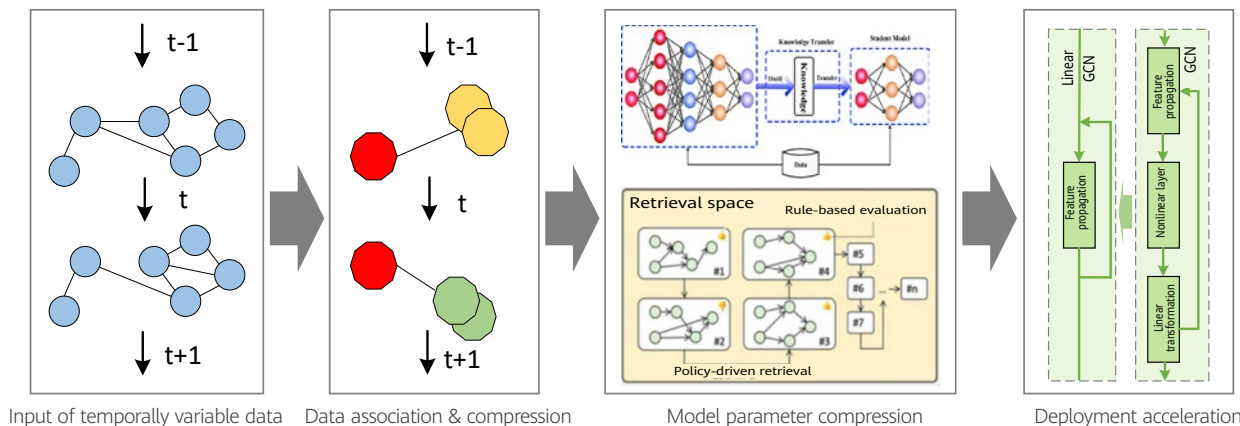 t-1
t
t+1
Input of temporally variable data
t-1
t
t+1
Data association & compression
Knowledge Transfer
Student Model
Distill
Knowledge
Transfer
Data
Retrieval space
Rule-based evaluation
#1
#4
#5
#6
...
#n
#7
#2
#3
Policy-driven retrieval
Model parameter compression
Linear
GCN
Feature
propagation
GCN
Feature
propagation
Nonlinear layer
Linear
transformation
Deployment acceleration